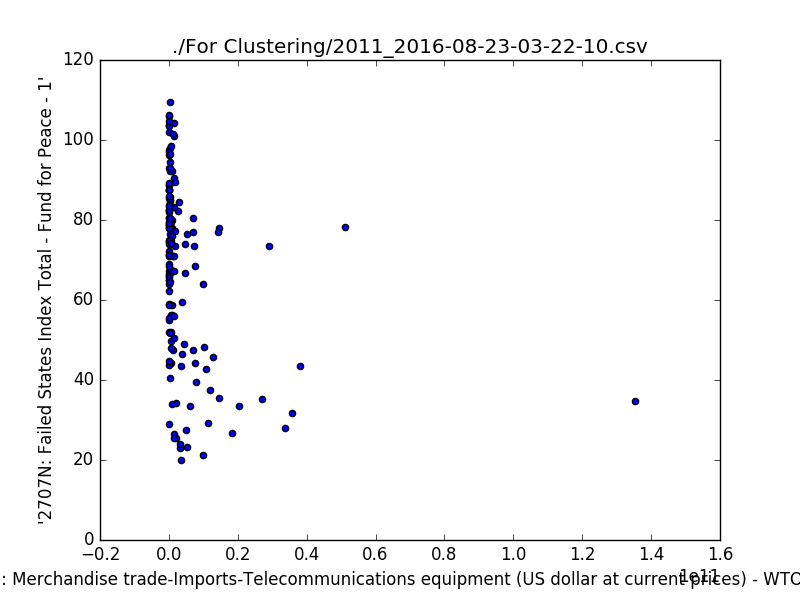 ./For Clustering/2011_2016-08-23-03-22-10.csv
120
100
80
60
40
20
0
'2707N: Failed States Index Total - Fund for Peace - 1'
−0.2 0.0 0.2 0.4 0.6 0.8 1.0 1.2 1.4 1.6
1e11
: Merchandise trade-Imports-Telecommunications equipment (US dollar at current prices) - WTO